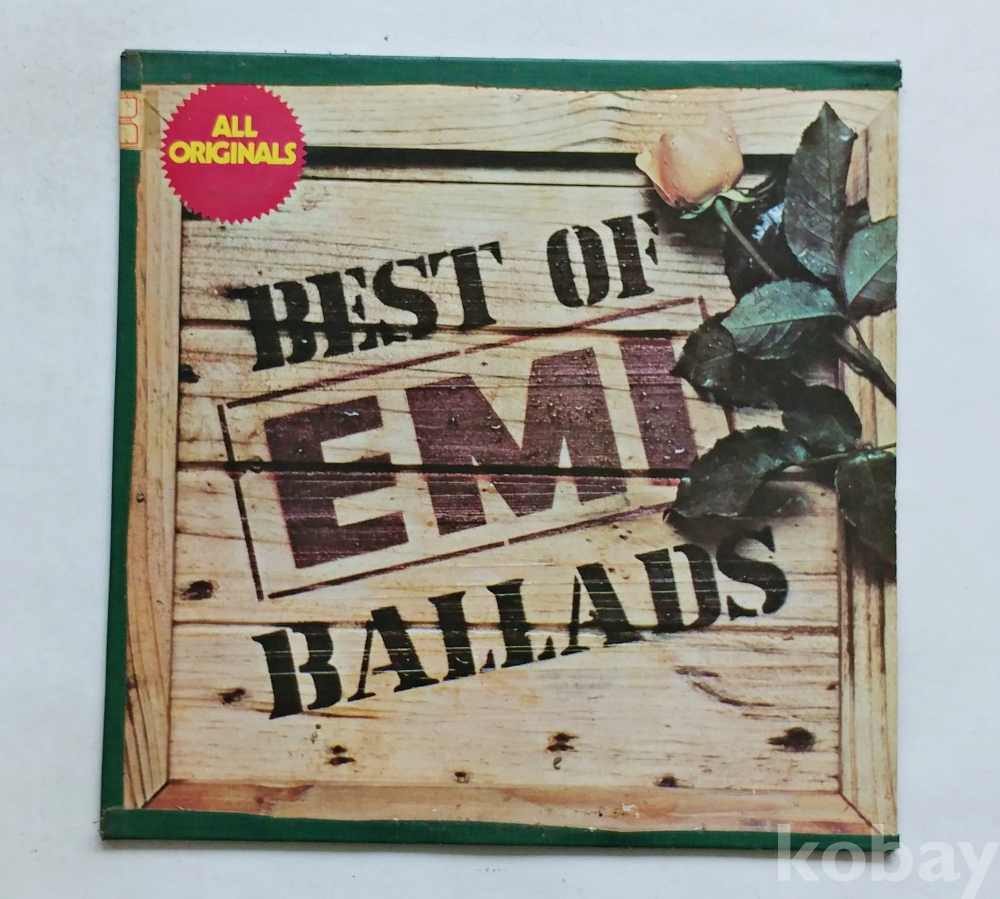 ALL
ORIGINALS
BEST OF
EMI
BALLADS
kobay